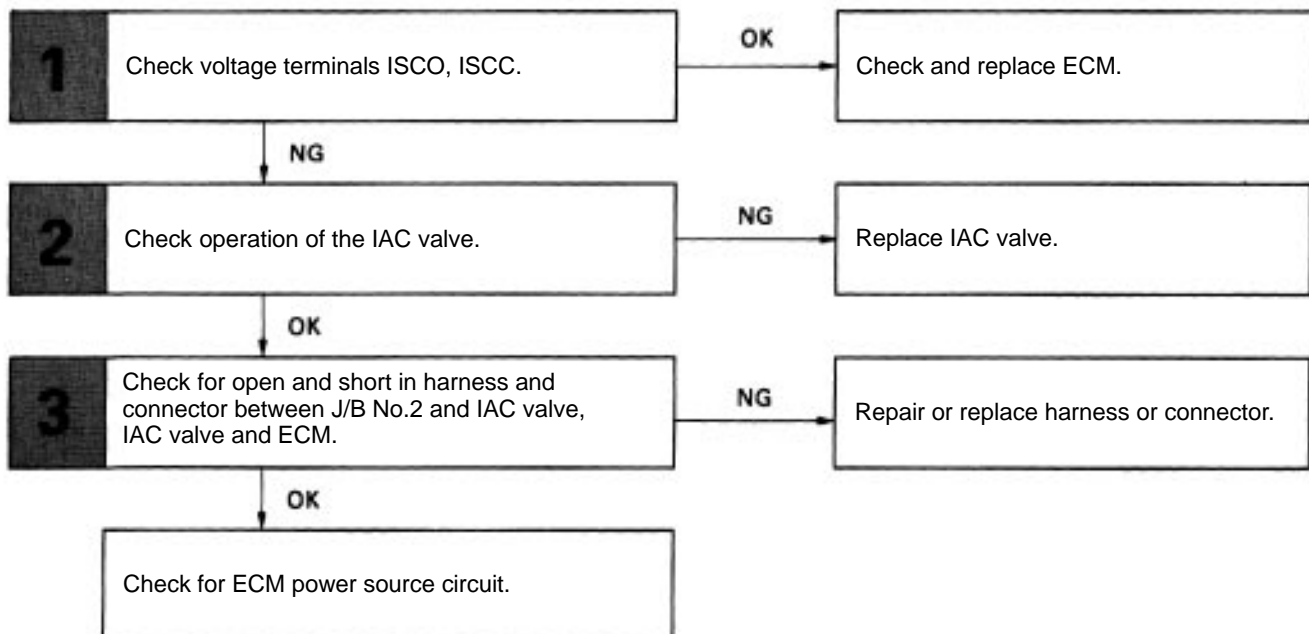 1
Check voltage terminals ISCO, ISCC.
OK
Check and replace ECM.
NG
2
Check operation of the IAC valve.
NG
Replace IAC valve.
OK
3
Check for open and short in harness and
connector between J/B No.2 and IAC valve,
IAC valve and ECM.
NG
Repair or replace harness or connector.
OK
Check for ECM power source circuit.